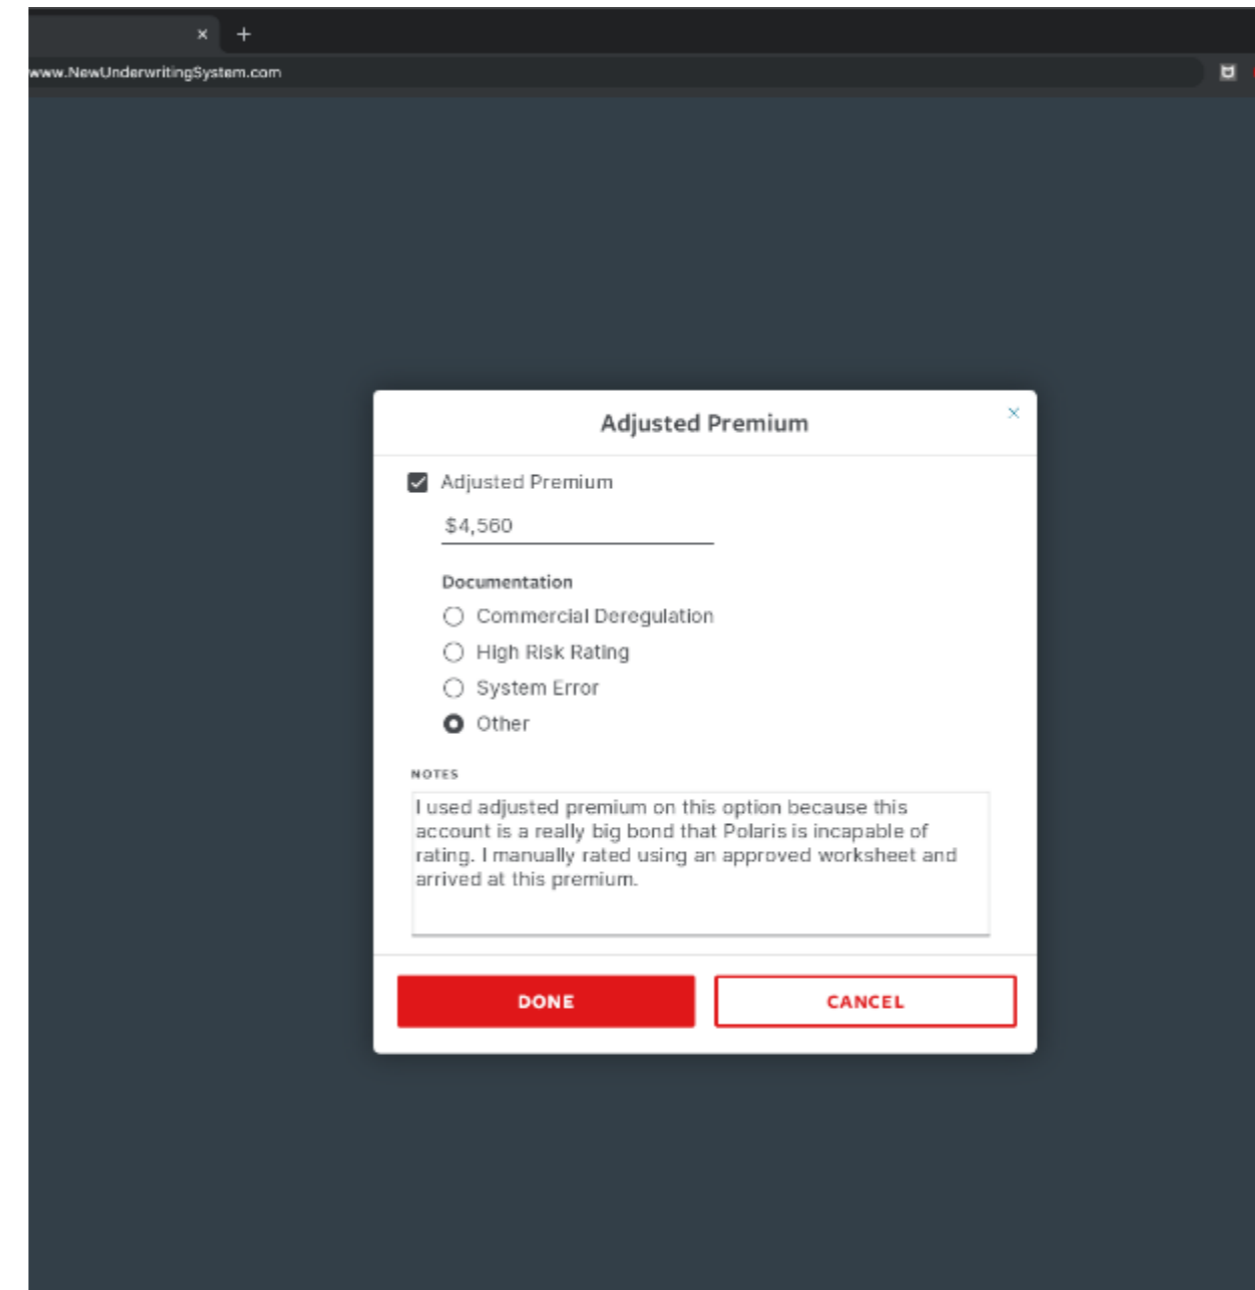 www.NewUnderwritingSystem.com
Adjusted Premium
Adjusted Premium
$4,560
Documentation
Commercial Deregulation
High Risk Rating
System Error
Other
NOTES
I used adjusted premium on this option because this
account is a really big bond that Polaris is incapable of
rating. I manually rated using an approved worksheet and
arrived at this premium.
DONE
CANCEL